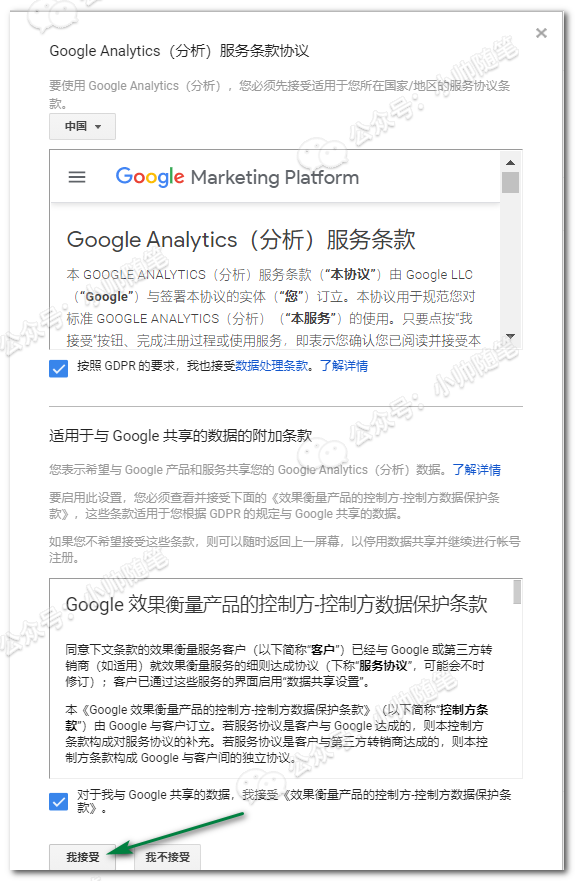 Google Analytics（分析）服务条款协议
要使用 Google Analytics（分析），您必须先接受适用于您所在国家/地区的服务协议条
款。
中国
Google Marketing Platform
Google Analytics（分析）服务条款
本 GOOGLE ANALYTICS（分析）服务条款（“本协议”）由 Google LLC
（“Google”）与签署本协议的实体（“您”）订立。本协议用于规范您对
标准 GOOGLE ANALYTICS（分析）（“本服务”）的使用。只要点按“我
接受”按钮、完成注册过程或使用服务，即表示您确认您已阅读并接受本
按照 GDPR 的要求，我也接受数据处理条款。了解详情
适用于与 Google 共享的数据的附加条款
您表示希望与 Google 产品和服务共享您的 Google Analytics（分析）数据。了解详情
要启用此设置，您必须查看并接受下面的《效果衡量产品的控制方-控制方数据保护条
款》，这些条款适用于您根据 GDPR 的规定与 Google 共享的数据。
如果您不希望接受这些条款，则可以随时返回上一屏幕，以停用数据共享并继续进行帐号
注册。
Google 效果衡量产品的控制方-控制方数据保护条款
同意下文条款的效果衡量服务客户（以下简称“客户”）已经与 Google 或第三方转
销商（如适用）就效果衡量服务的细则达成协议（下称“服务协议”，可能会不时
修订）；客户已通过这些服务的界面启用“数据共享设置”。
本《Google 效果衡量产品的控制方-控制方数据保护条款》（以下简称“控制方条
款”）由 Google 与客户订立。若服务协议是客户与 Google 达成的，则本控制方
条款构成对服务协议的补充。若服务协议是客户与第三方转销商达成的，则本控
制方条款构成 Google 与客户间的独立协议。
对于我与 Google 共享的数据，我接受《效果衡量产品的控制方-控制方数据保护条
款》。
我接受
我不接受
公众号：小帅随笔
公众号：小帅随笔
公众号：小帅随笔
公众号：小帅随笔
公众号：小帅随笔